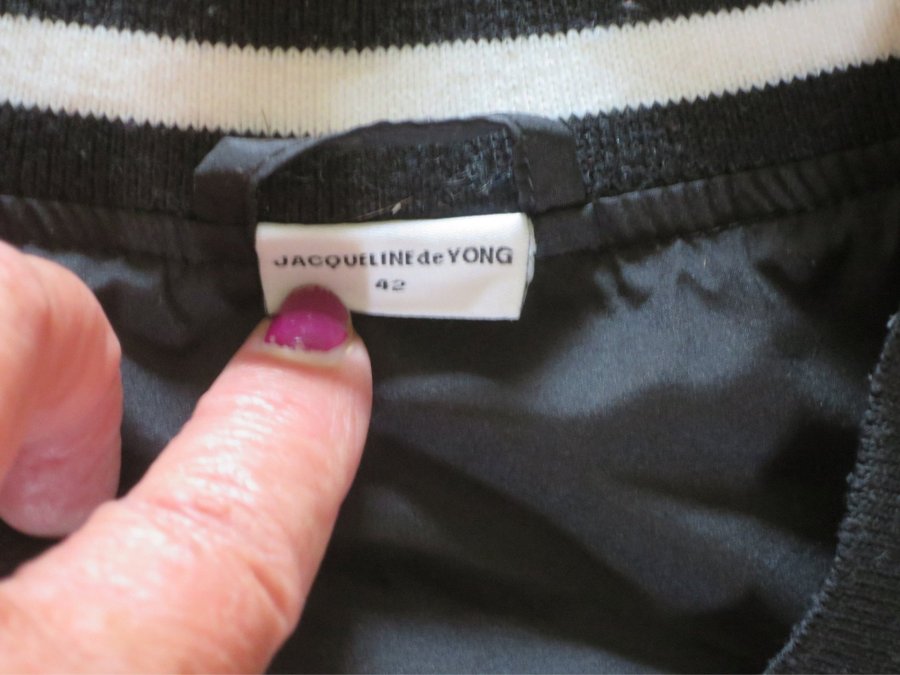 JACQUELINE de YONG
42